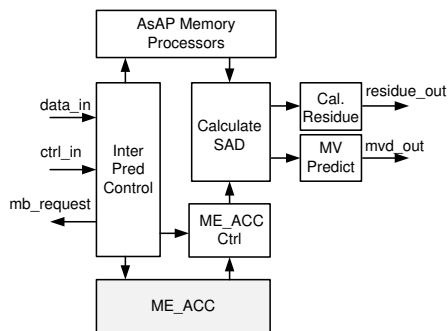 AsAP Memory
Processors
data_in
ctrl_in
mb_request
Inter
Pred
Control
Calculate
SAD
Cal.
Residue
residue_out
MV
Predict
mvd_out
ME_ACC
Ctrl
ME_ACC